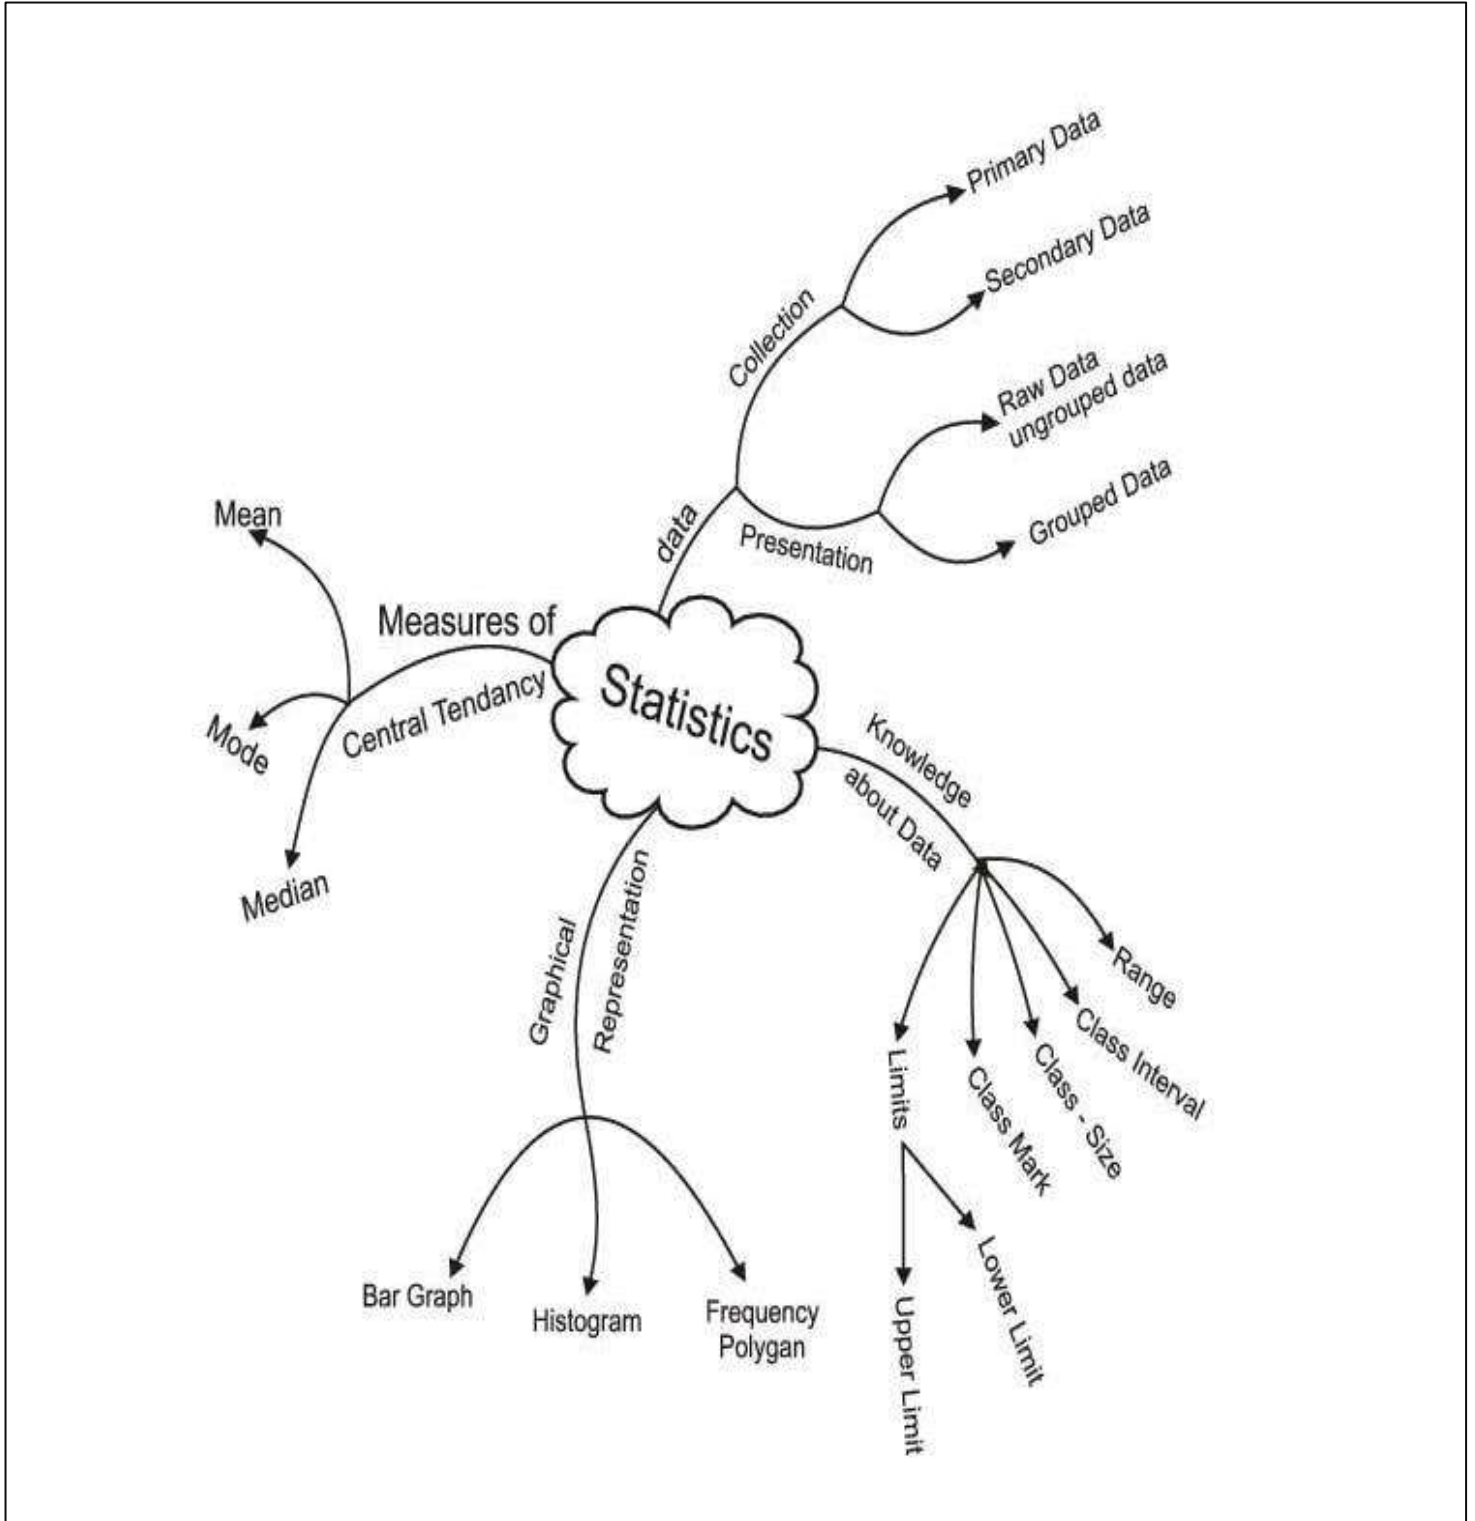 Primary Data
Secondary Data
Collection
Raw Data
ungrouped data
Grouped Data
data
Presentation
Mean
Measures of
Central Tendancy
Mode
Median
Statistics
Knowledge
about Data
Range
Class Interval
Class - Size
Class Mark
Limits
Lower Limit
Upper Limit
Graphical
Representation
Bar Graph
Histogram
Frequency
Polygan